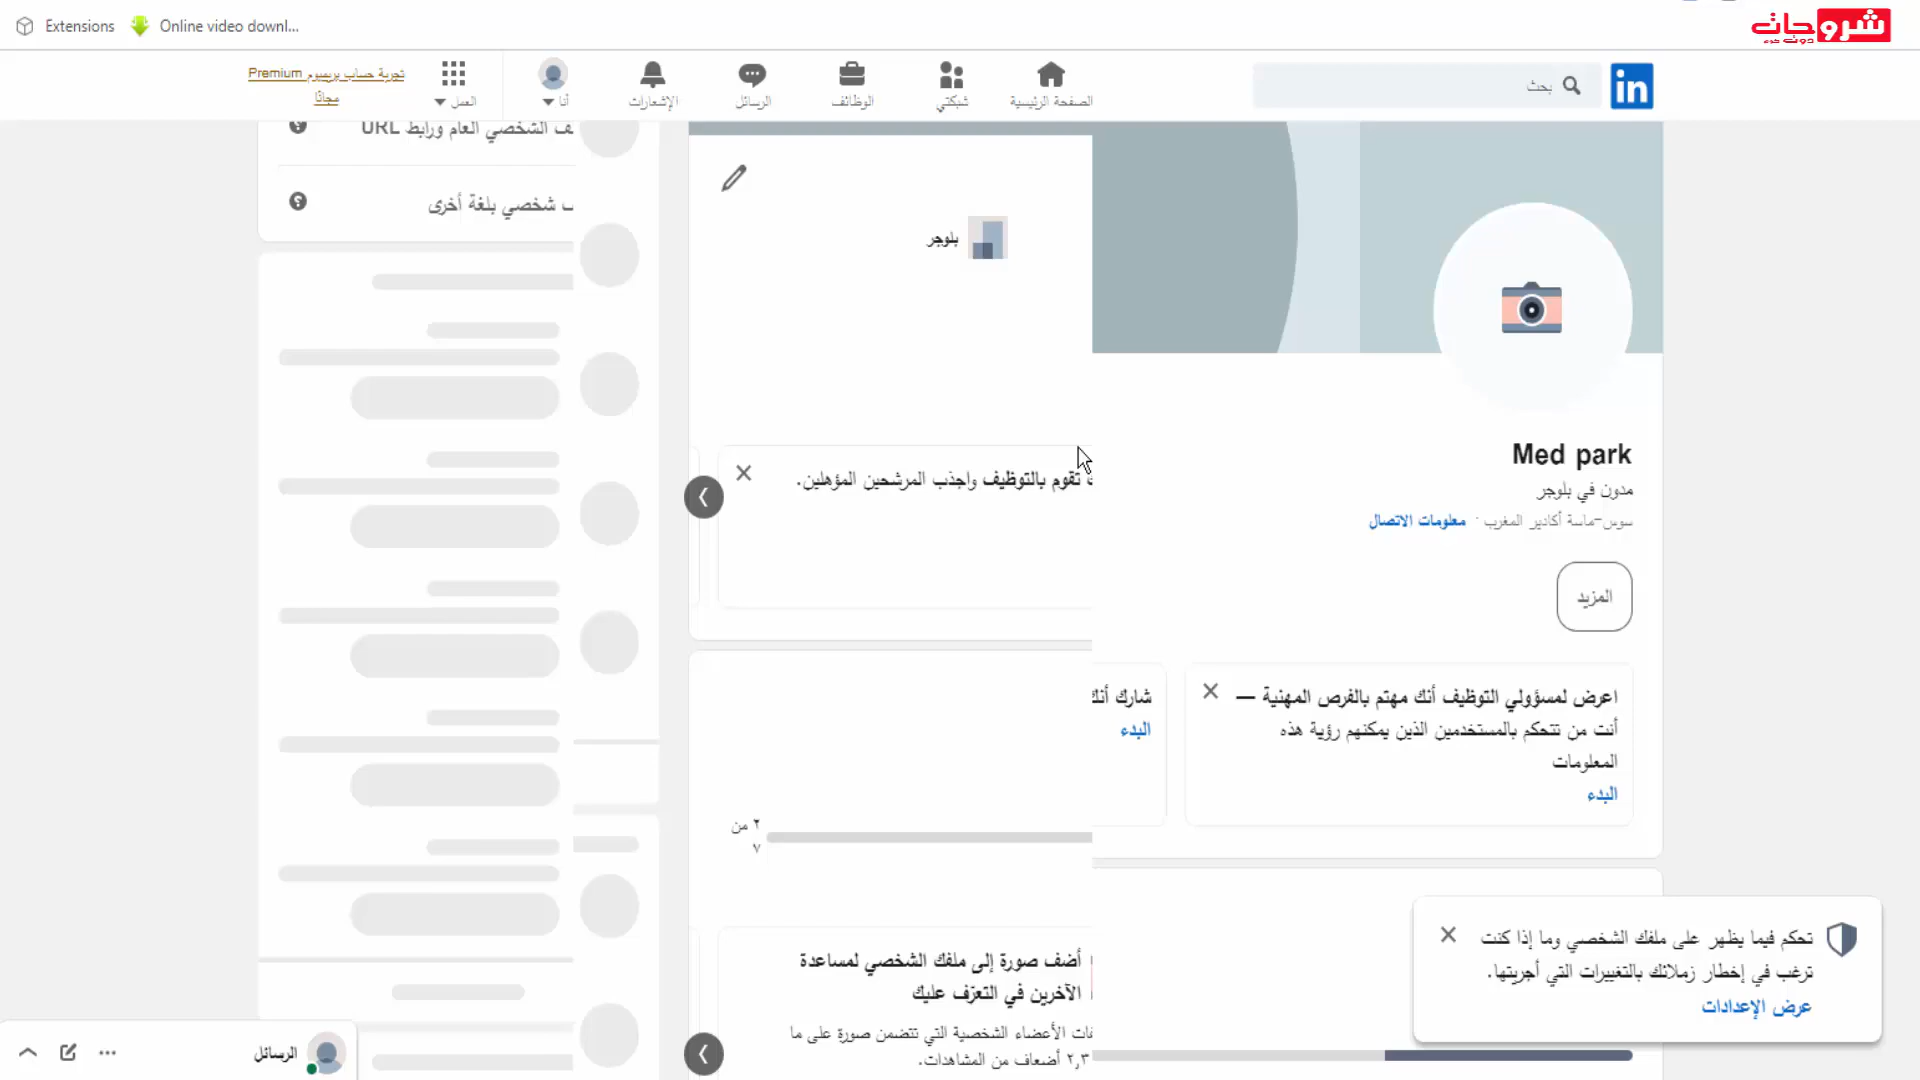 Extensions
Online video downl...
شروحات
بحث
الصفحة الرئيسية
شبكتي
الوظائف
الرسائل
الإشعارات
أنا
العمل
تجربة حساب بريميوم Premium
مجانًا
الشخصي العام ورابط URL
شخصي بلغة أخرى
بلوجر
Med park
مدون في بلوجر
سوس-ماسة أكادير المغرب · معلومات الاتصال
المزيد
تقوم بالتوظيف واجذب المرشحين المؤهلين.
اعرض لمسؤولي التوظيف أنك مهتم بالفرص المهنية —
أنت من تتحكم بالمستخدمين الذين يمكنهم رؤية هذه
المعلومات
البدء
شارك أنك
البدء
٢ من
٧
أضف صورة إلى ملفك الشخصي لمساعدة
الآخرين في التعرّف عليك
الأعضاء الشخصية التي تتضمن صورة على ما
٢,٣ أضعاف من المشاهدات.
تحكم فيما يظهر على ملفك الشخصي وما إذا كنت
ترغب في إخطار زملائك بالتغييرات التي أجريتها.
عرض الإعدادات
الرسائل